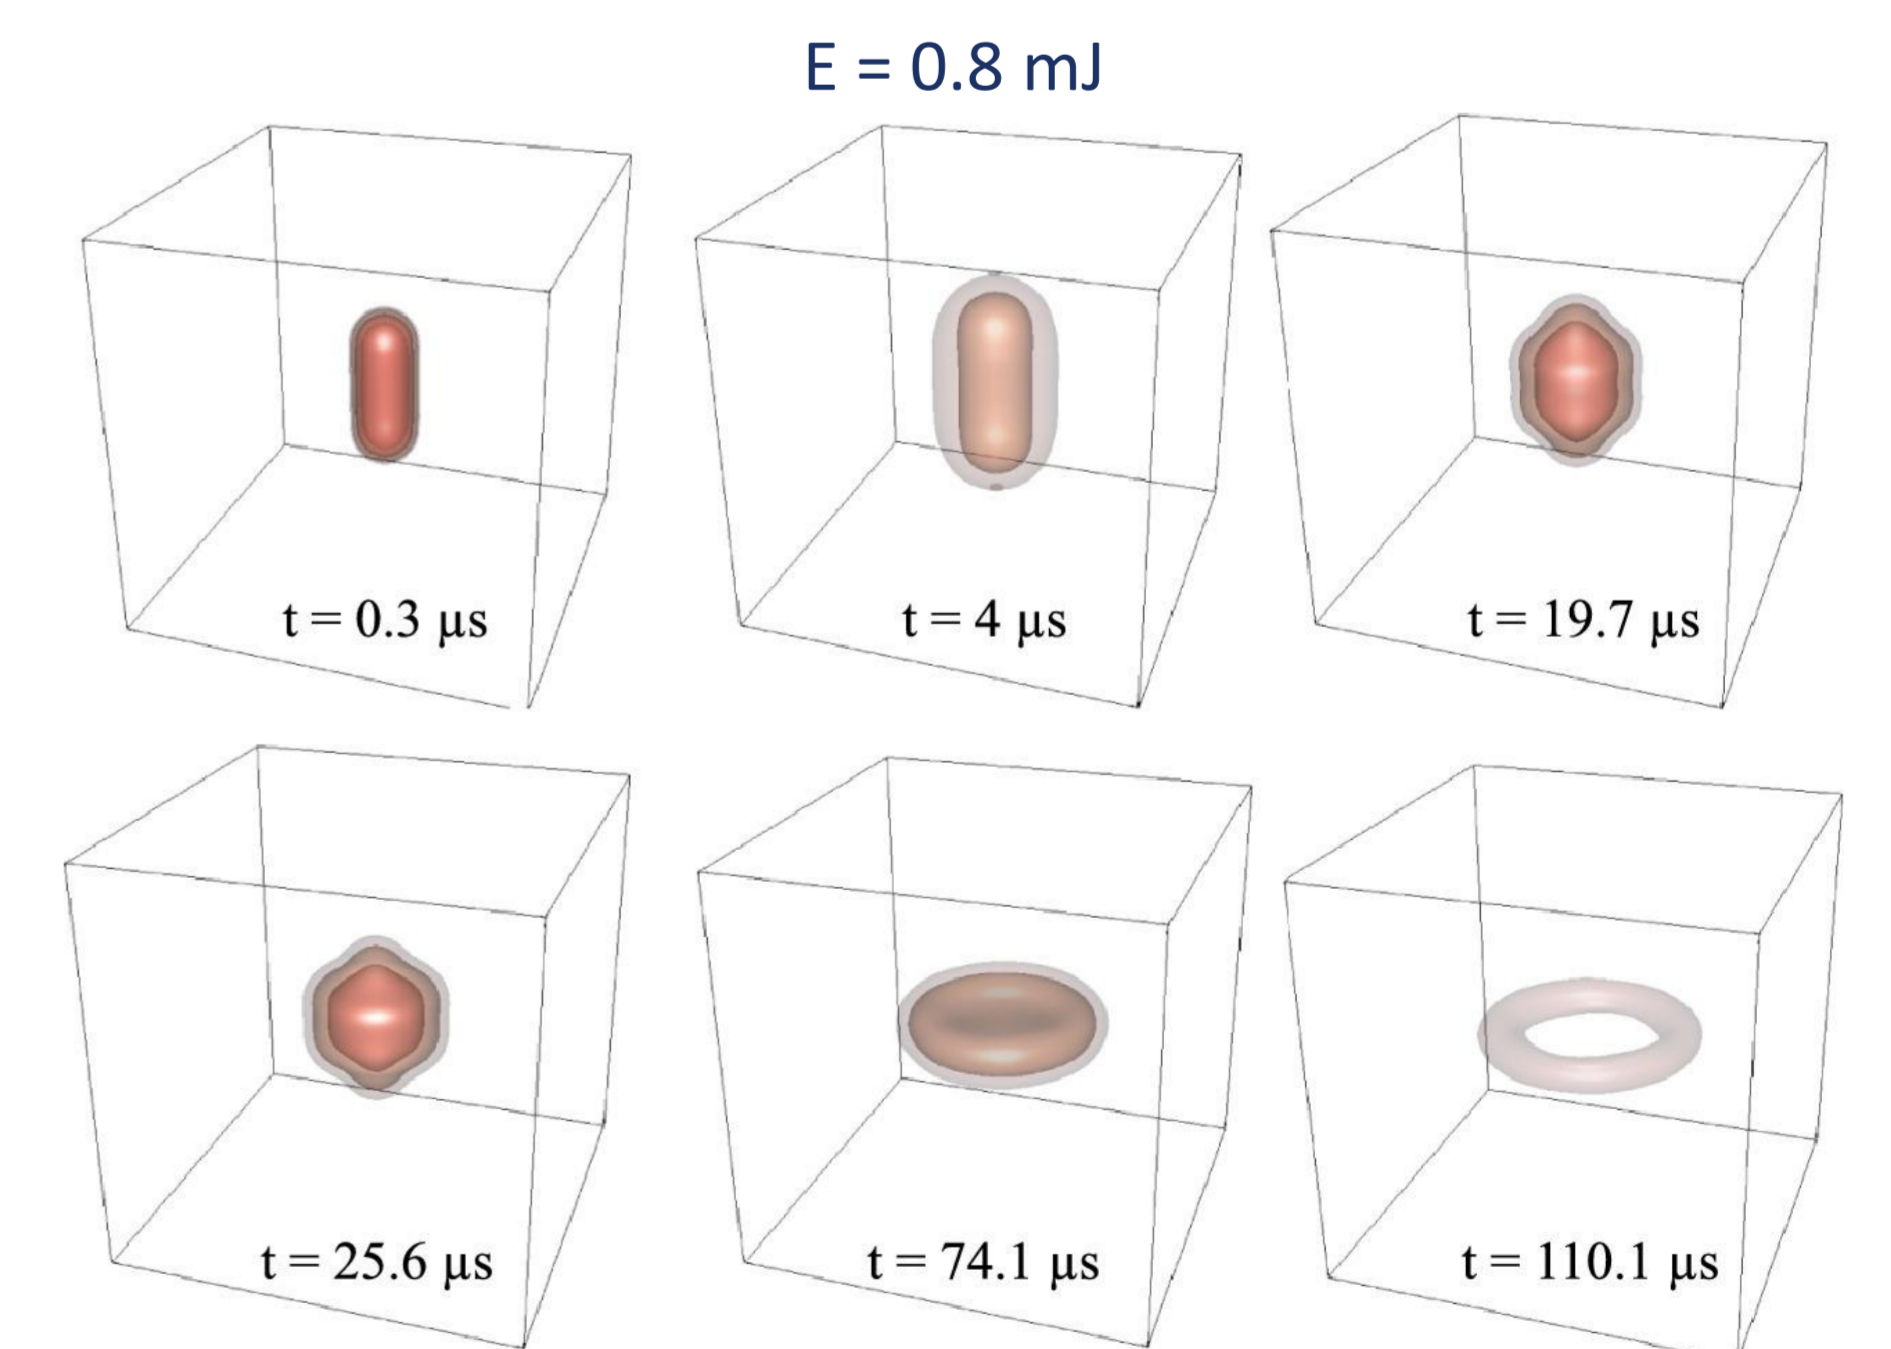 E = 0.8 mJ
t = 0.3 μs
t = 4 μs
t = 19.7 μs
t = 25.6 μs
t = 74.1 μs
t = 110.1 μs